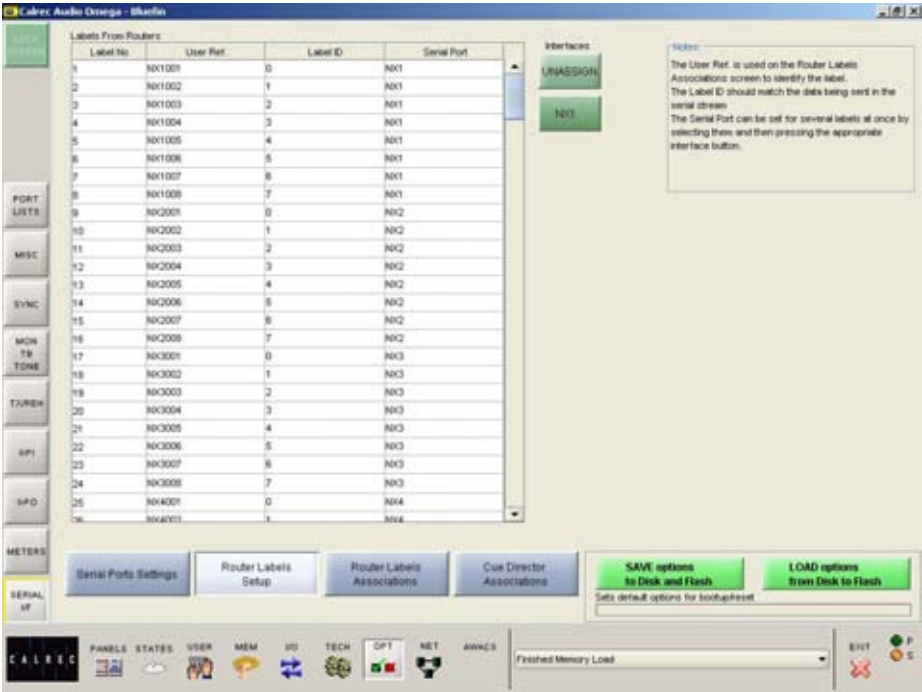 Calrec Audio Omega - Bluefin
Labels From Routers
Label No User Ref. Label ID Serial Port
1 NX1001 0 NX1
2 NX1002 1 NX1
3 NX1003 2 NX1
4 NX1004 3 NX1
5 NX1005 4 NX1
6 NX1006 5 NX1
7 NX1007 6 NX1
8 NX1008 7 NX1
9 NX2001 0 NX2
10 NX2002 1 NX2
11 NX2003 2 NX2
12 NX2004 3 NX2
13 NX2005 4 NX2
14 NX2006 5 NX2
15 NX2007 6 NX2
16 NX2008 7 NX2
17 NX3001 0 NX3
18 NX3002 1 NX3
19 NX3003 2 NX3
20 NX3004 3 NX3
21 NX3005 4 NX3
22 NX3006 5 NX3
23 NX3007 6 NX3
24 NX3008 7 NX3
25 NX4001 0 NX4
26 NX4002 1 NX4
Interfaces
UNASSIGN
NX1
Notes:
The User Ref. is used on the Router Labels
Associations screen to identify the label.
The Label ID should match the data being sent in the
serial stream
The Serial Port can be set for several labels at once by
selecting them and then pressing the appropriate
interface button.
PORT
LISTS
MISC
SYNC
MON
TB
TONE
TX/REH
GPI
GPO
METERS
SERIAL
I/F
Serial Ports Settings
Router Labels
Setup
Router Labels
Associations
Cue Director
Associations
SAVE options
to Disk and Flash
LOAD options
from Disk to Flash
Sets default options for bootup/reset
CALREC
PANELS STATES USER MEM I/O TECH OPT NET AWACS
Finished Memory Load
EXIT
F
S